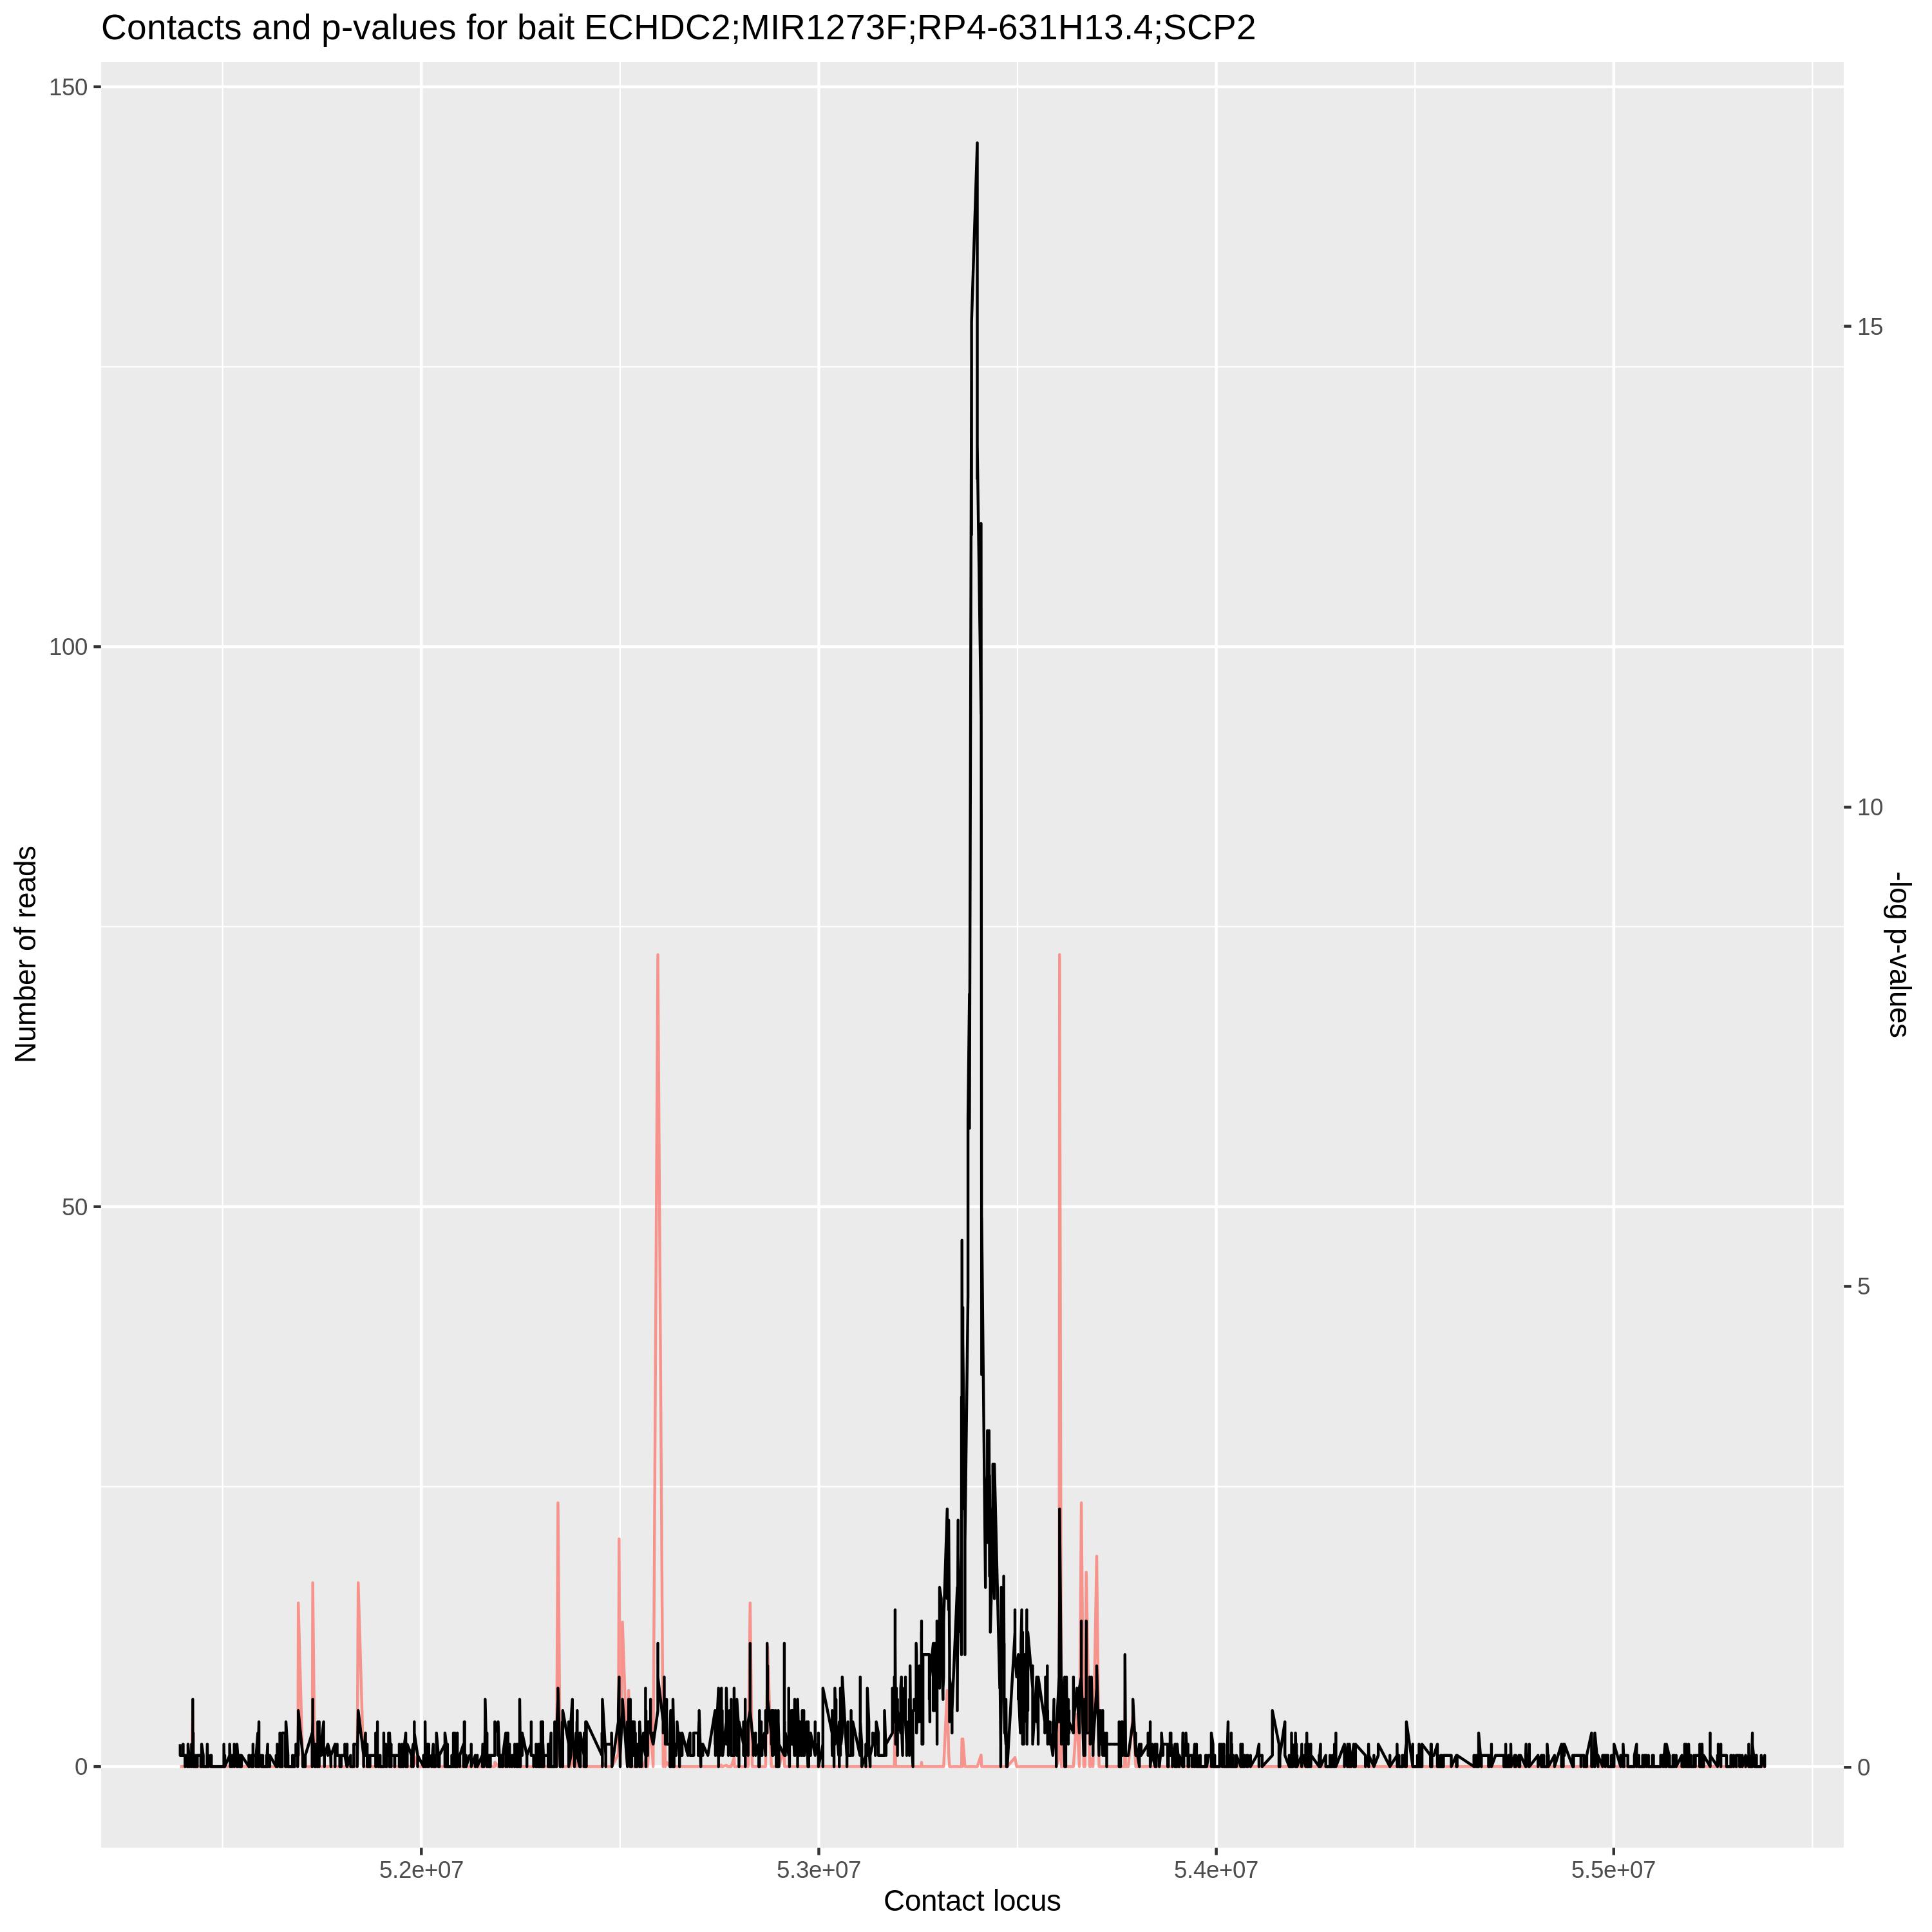 Contacts and p-values for bait ECHDC2;MIR1273F;RP4-631H13.4;SCP2
150
100
50
0
Number of reads
15
10
5
0
-log p-values
5.2e+07
5.3e+07
5.4e+07
5.5e+07
Contact locus